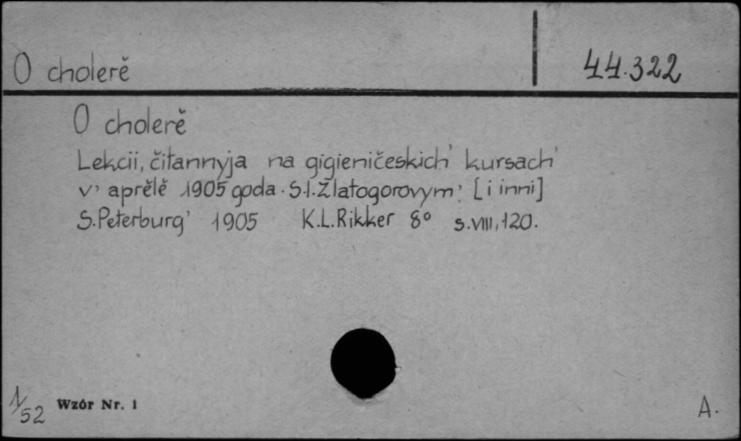 O cholerě
44.322
O cholerě
Lekcii, čitannyja na gigieničeskich' kursach'
v' aprělě 1905 goda. S.I. Zlatogorovym' [i inni]
S. Peterburg' 1905 K.L. Rikker 8° s. VIII, 120.
1/52 Wzór Nr. 1
A.